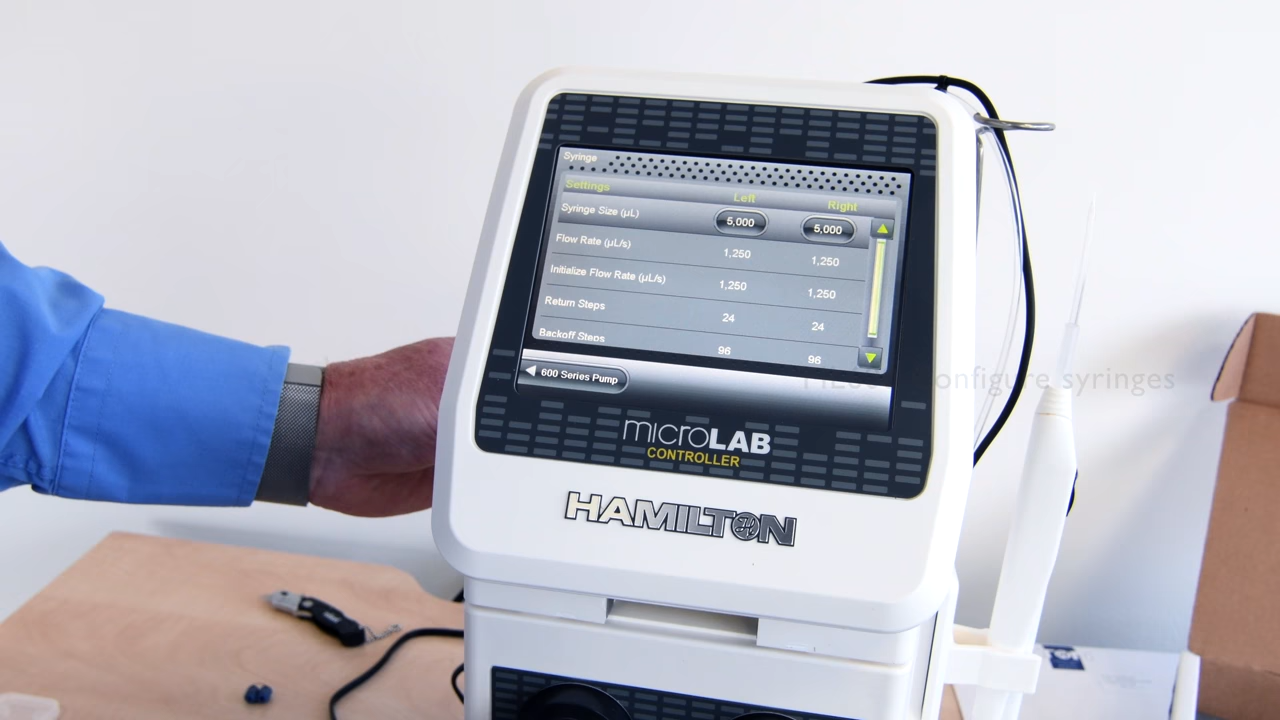 Syringe
Settings Left Right
Syringe Size (µL) 5,000 5,000
Flow Rate (µL/s) 1,250 1,250
Initialize Flow Rate (µL/s) 1,250 1,250
Return Steps 24 24
Backoff Steps 96 96
600 Series Pump
configure syringes
microLAB
CONTROLLER
HAMILTON